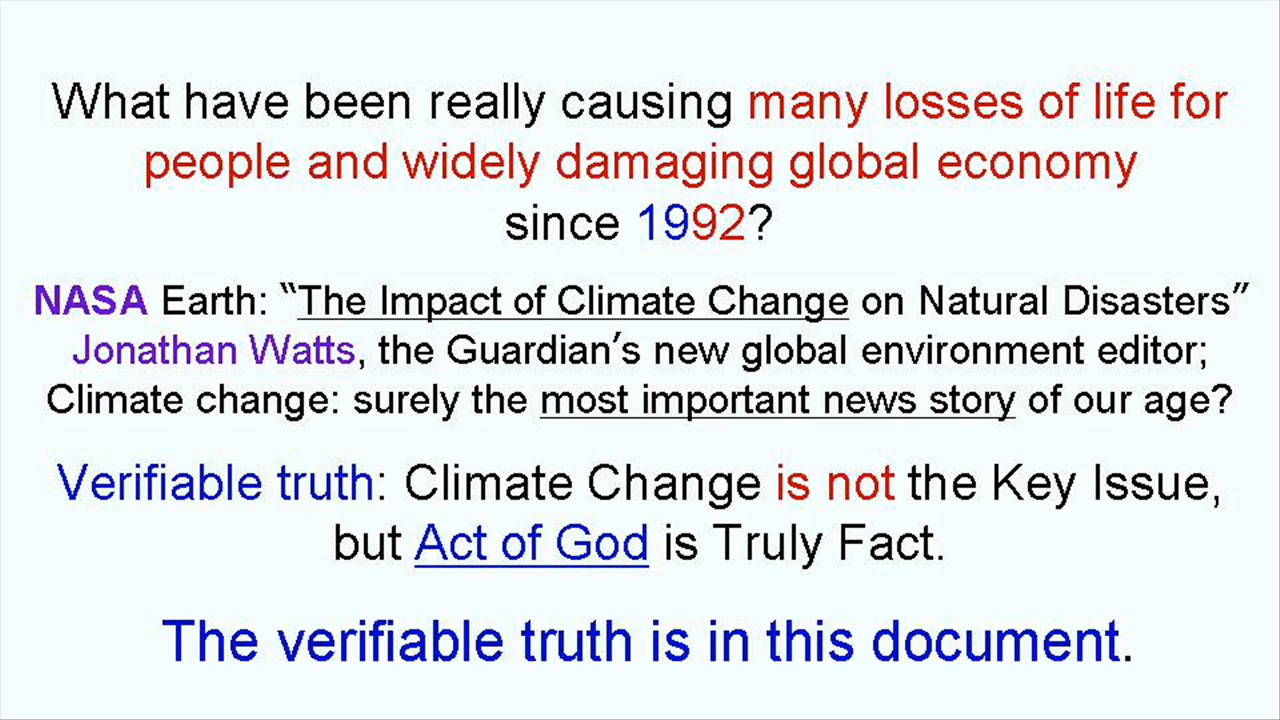 What have been really causing many losses of life for
people and widely damaging global economy
since 1992?
NASA Earth: “The Impact of Climate Change on Natural Disasters”
Jonathan Watts, the Guardian’s new global environment editor;
Climate change: surely the most important news story of our age?
Verifiable truth: Climate Change is not the Key Issue,
but Act of God is Truly Fact.
The verifiable truth is in this document.